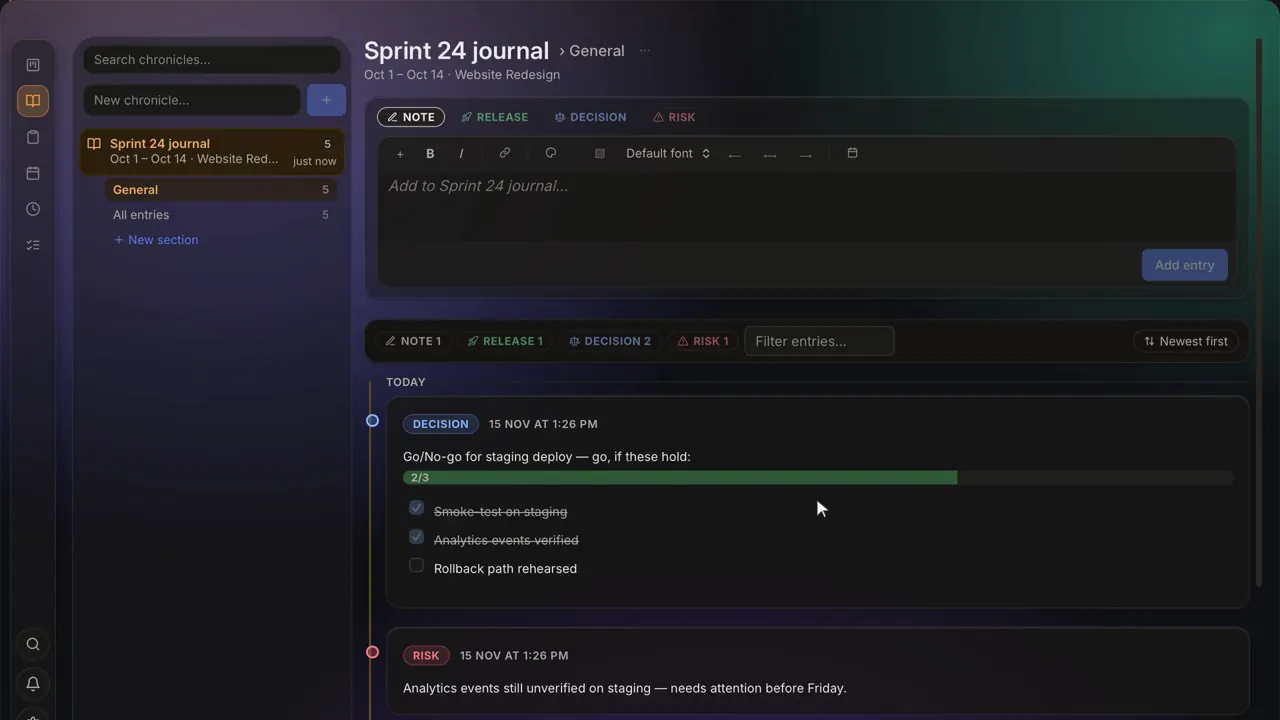 Search chronicles...
New chronicle...
+
Sprint 24 journal 5
Oct 1 – Oct 14 · Website Red... just now
General 5
All entries 5
+ New section
Sprint 24 journal › General ···
Oct 1 – Oct 14 · Website Redesign
NOTE RELEASE DECISION RISK
+ B I Default font
Add to Sprint 24 journal...
Add entry
NOTE 1 RELEASE 1 DECISION 2 RISK 1 Filter entries... Newest first
TODAY
DECISION 15 NOV AT 1:26 PM
Go/No-go for staging deploy — go, if these hold:
2/3
Smoke-test on staging
Analytics events verified
Rollback path rehearsed
RISK 15 NOV AT 1:26 PM
Analytics events still unverified on staging — needs attention before Friday.